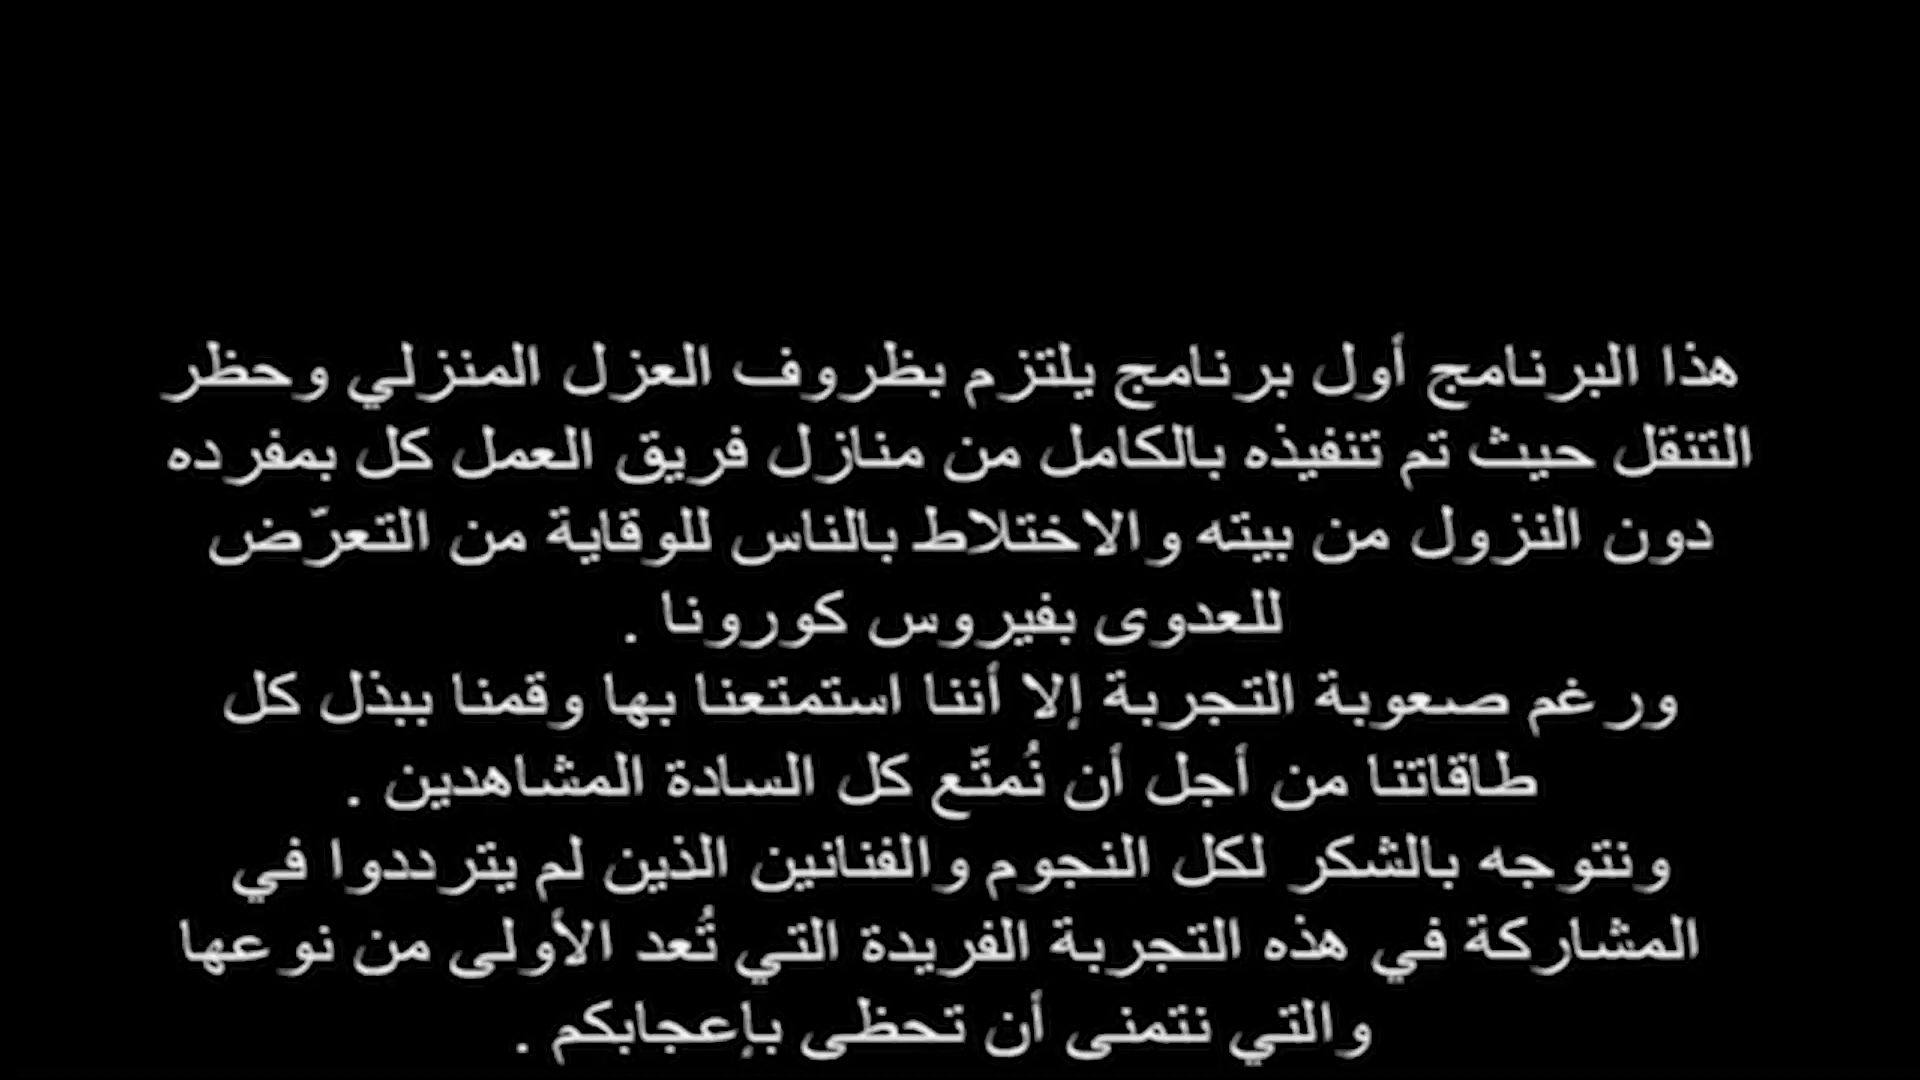 هذا البرنامج أول برنامج يلتزم بظروف العزل المنزلي وحظر
التنقل حيث تم تنفيذه بالكامل من منازل فريق العمل كل بمفرده
دون النزول من بيته والاختلاط بالناس للوقاية من التعرّض
للعدوى بفيروس كورونا .
ورغم صعوبة التجربة إلا أننا استمتعنا بها وقمنا ببذل كل
طاقاتنا من أجل أن نُمتّع كل السادة المشاهدين .
ونتوجه بالشكر لكل النجوم والفنانين الذين لم يترددوا في
المشاركة في هذه التجربة الفريدة التي تُعد الأولى من نوعها
والتي نتمنى أن تحظى بإعجابكم .